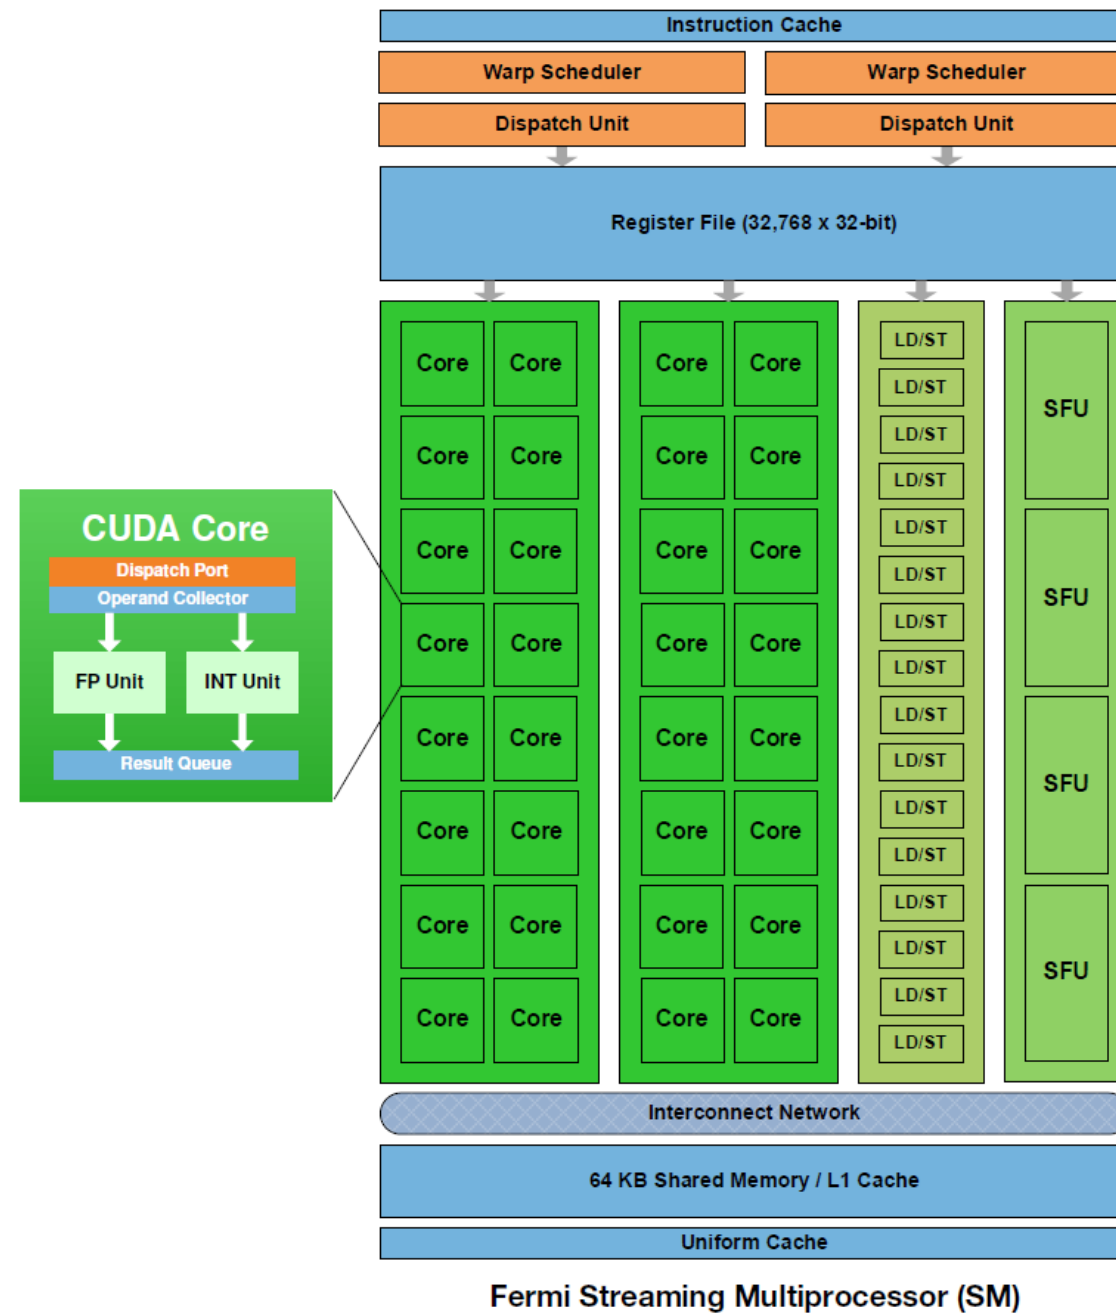 Instruction Cache
Warp Scheduler Warp Scheduler
Dispatch Unit Dispatch Unit
Register File (32,768 x 32-bit)
Core Core Core Core LD/ST
LD/ST
SFU
Core Core Core Core LD/ST
LD/ST
Core Core Core Core LD/ST
LD/ST
SFU
Core Core Core Core LD/ST
LD/ST
Core Core Core Core LD/ST
LD/ST
SFU
Core Core Core Core LD/ST
LD/ST
Core Core Core Core LD/ST
LD/ST
SFU
Core Core Core Core LD/ST
LD/ST
CUDA Core
Dispatch Port
Operand Collector
FP Unit INT Unit
Result Queue
Interconnect Network
64 KB Shared Memory / L1 Cache
Uniform Cache
Fermi Streaming Multiprocessor (SM)